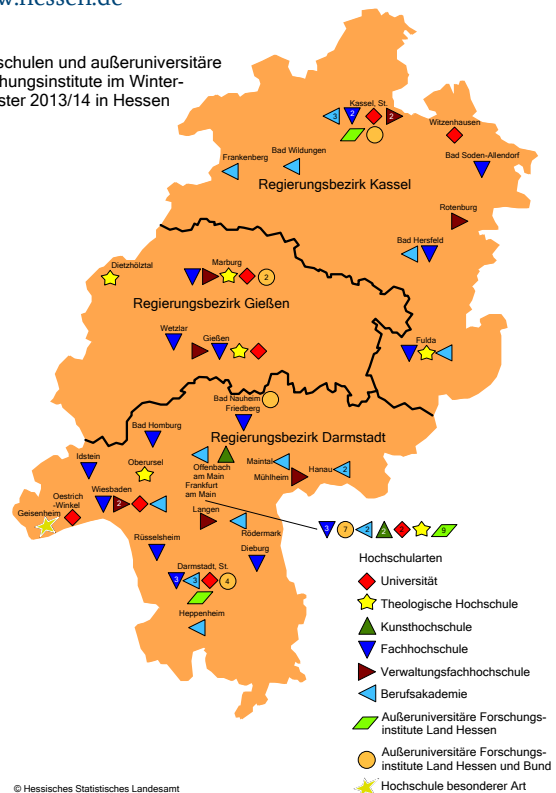 w.hessen.de
schulen und außeruniversitäre
chungsinstitute im Winter-
ster 2013/14 in Hessen
Kassel, St.
3 2 2
Witzenhausen
Bad Wildungen
Frankenberg
Bad Soden-Allendorf
Regierungsbezirk Kassel
Rotenburg
Bad Hersfeld
Dietzhölztal
Marburg
2
Regierungsbezirk Gießen
Wetzlar
Gießen
Fulda
Bad Nauheim
Friedberg
Bad Homburg
Regierungsbezirk Darmstadt
Idstein
Oberursel
Offenbach
am Main
Maintal
Hanau
2
Mühlheim
Frankfurt
am Main
Oestrich
-Winkel
Wiesbaden
2
Geisenheim
Langen
Rödermark
3 7 2 2 2 9
Rüsselsheim
Dieburg
Darmstadt, St.
3 3 4
Heppenheim
Hochschularten
Universität
Theologische Hochschule
Kunsthochschule
Fachhochschule
Verwaltungsfachhochschule
Berufsakademie
Außeruniversitäre Forschungs-
institute Land Hessen
Außeruniversitäre Forschungs-
institute Land Hessen und Bund
Hochschule besonderer Art
© Hessisches Statistisches Landesamt